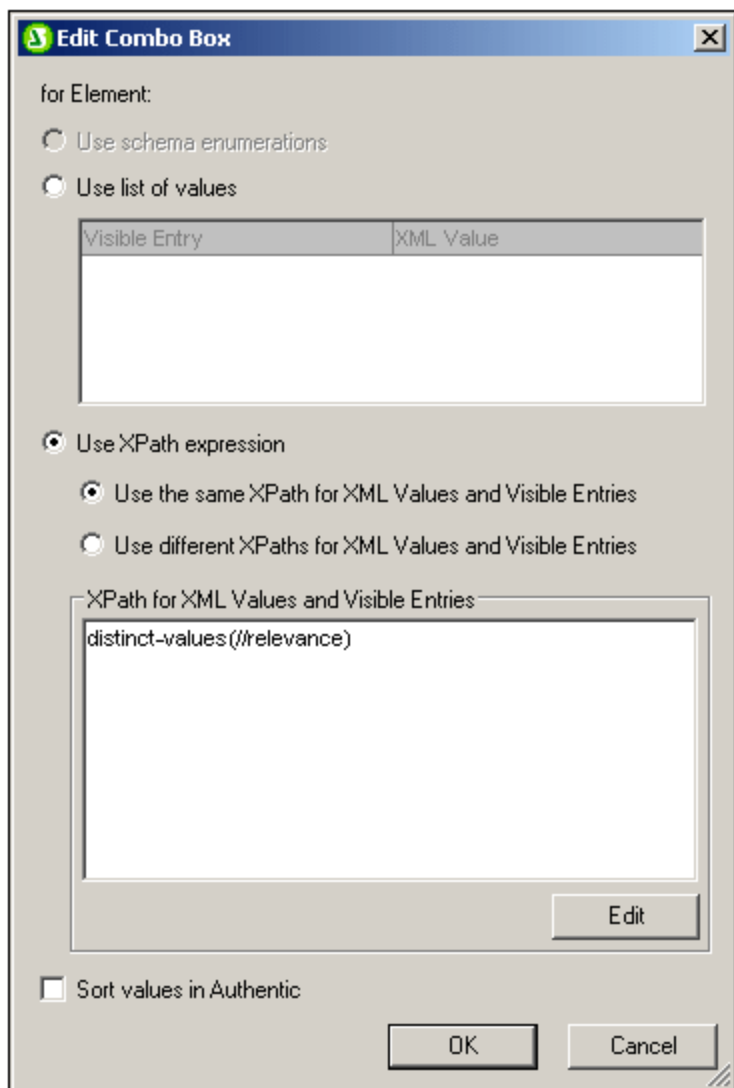 Edit Combo Box
for Element:
Use schema enumerations
Use list of values
Visible Entry XML Value
Use XPath expression
Use the same XPath for XML Values and Visible Entries
Use different XPaths for XML Values and Visible Entries
XPath for XML Values and Visible Entries
distinct-values(//relevance)
Edit
Sort values in Authentic
OK Cancel